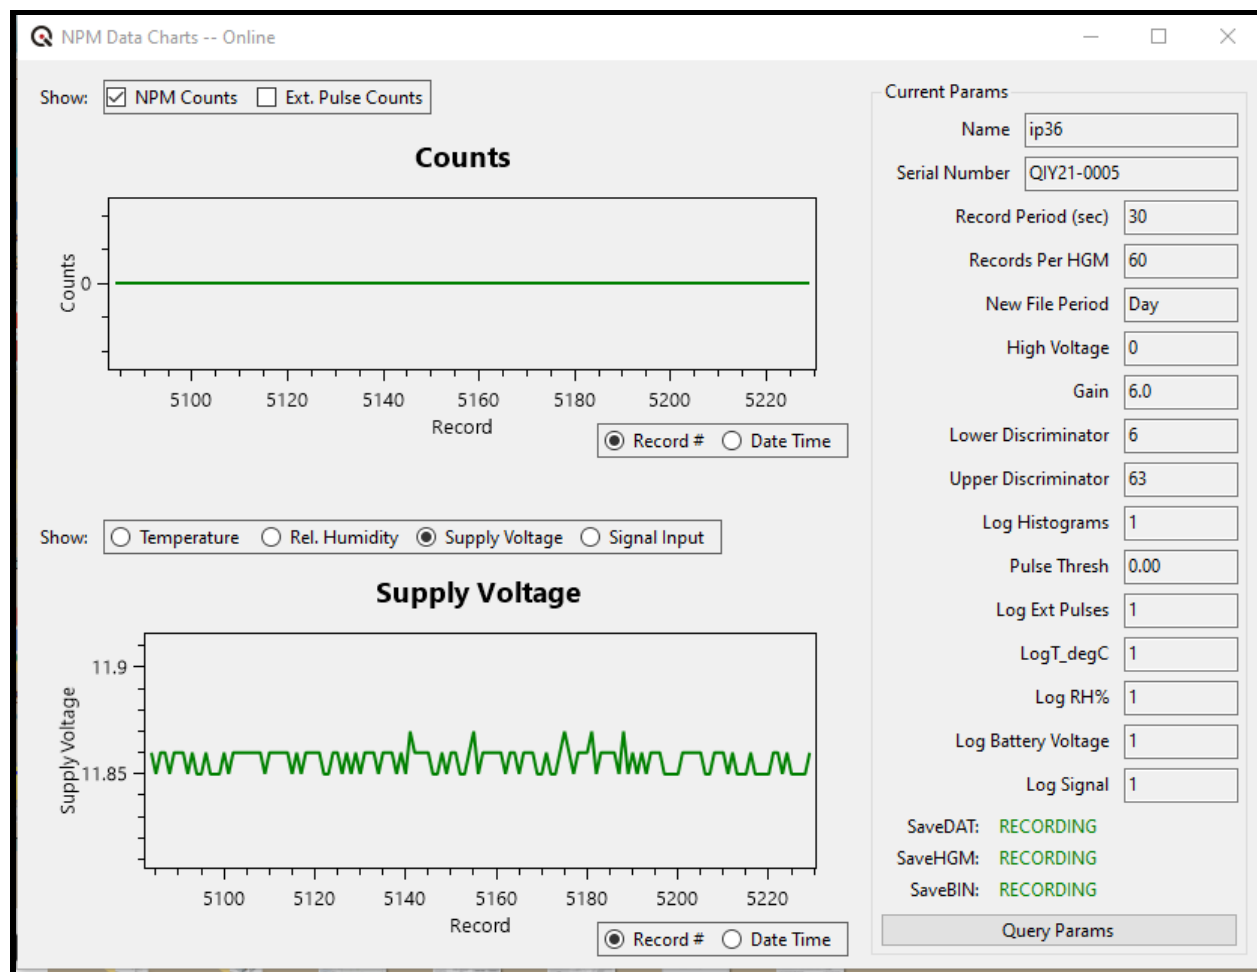 NPM Data Charts -- Online
Show: NPM Counts Ext. Pulse Counts
Counts
Counts
0
5100 5120 5140 5160 5180 5200 5220
Record
Record # Date Time
Show: Temperature Rel. Humidity Supply Voltage Signal Input
Supply Voltage
Supply Voltage
11.9
11.85
5100 5120 5140 5160 5180 5200 5220
Record
Record # Date Time
Current Params
Name ip36
Serial Number QIY21-0005
Record Period (sec) 30
Records Per HGM 60
New File Period Day
High Voltage 0
Gain 6.0
Lower Discriminator 6
Upper Discriminator 63
Log Histograms 1
Pulse Thresh 0.00
Log Ext Pulses 1
LogT_degC 1
Log RH% 1
Log Battery Voltage 1
Log Signal 1
SaveDAT: RECORDING
SaveHGM: RECORDING
SaveBIN: RECORDING
Query Params